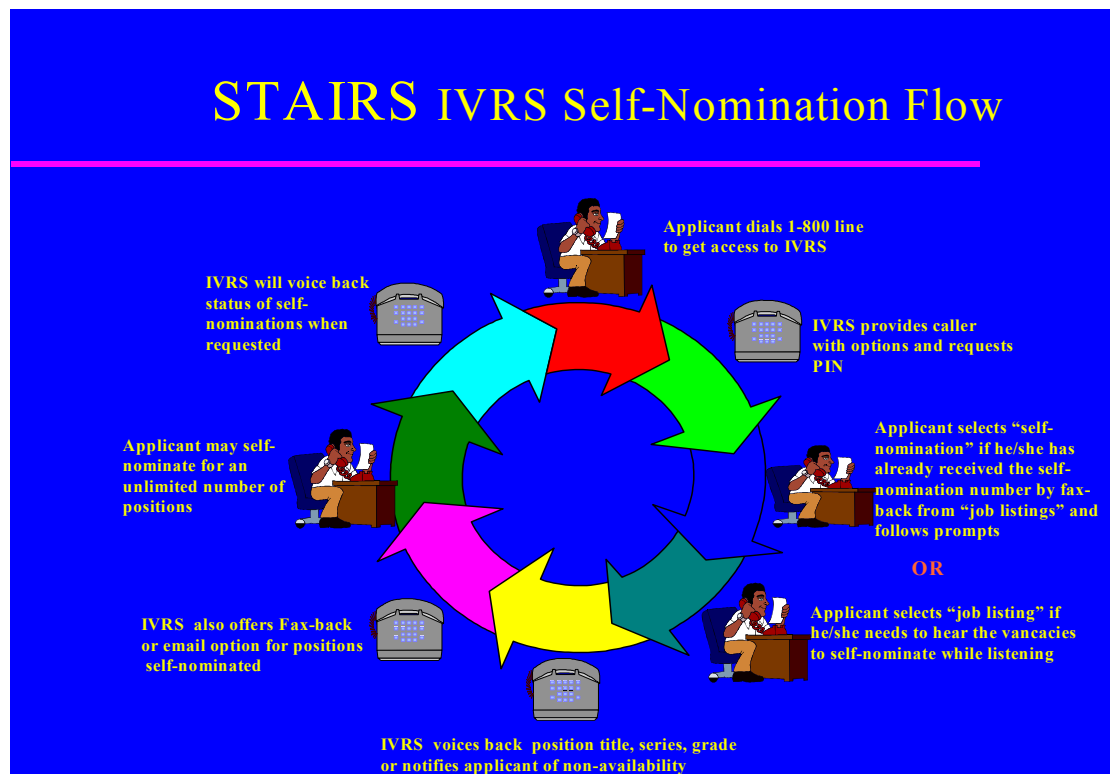 STAIRS IVRS Self-Nomination Flow
Applicant dials 1-800 line
to get access to IVRS
IVRS provides caller
with options and requests
PIN
Applicant selects “self-
nomination” if he/she has
already received the self-
nomination number by fax-
back from “job listings” and
follows prompts
OR
Applicant selects “job listing” if
he/she needs to hear the vancacies
to self-nominate while listening
IVRS voices back position title, series, grade
or notifies applicant of non-availability
IVRS also offers Fax-back
or email option for positions
self-nominated
Applicant may self-
nominate for an
unlimited number of
positions
IVRS will voice back
status of self-
nominations when
requested